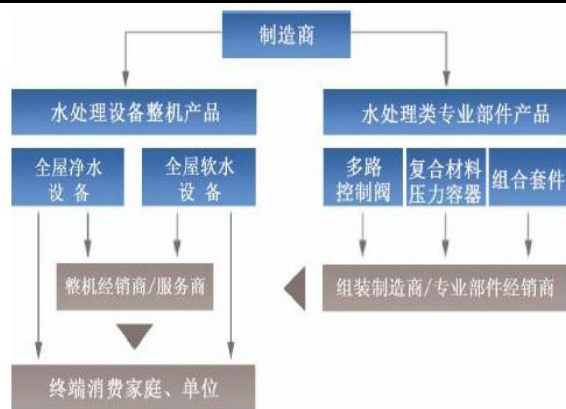 制造商
水处理设备整机产品
水处理类专业部件产品
全屋净水
设备
全屋软水
设备
多路
控制阀
复合材料
压力容器
组合套件
整机经销商/服务商
组装制造商/专业部件经销商
终端消费家庭、单位